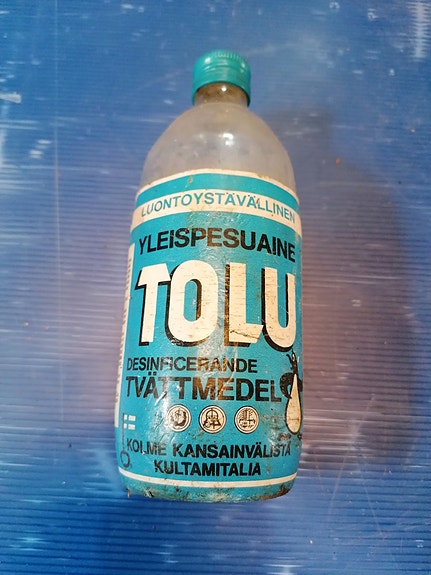 LUONTOYSTÄVÄLLINEN
YLEISPESUAINE
TOLU
DESINFICERANDE
TVÄTTMEDEL
KOLME KANSAINVÄLISTÄ
KULTAMITALIA